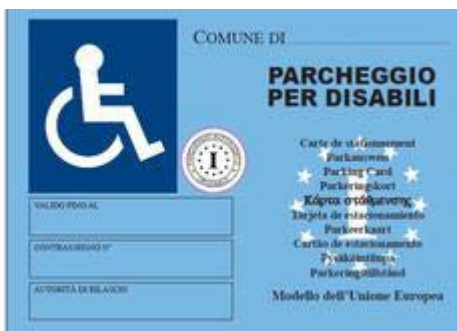 COMUNE DI
PARCHEGGIO
PER DISABILI
Carte de stationnement
Parkausweis
Parking Card
Parkeringskort
Κάρτα στάθμευσης
Tarjeta de estacionamiento
Parkeerkaart
Cartão de estacionamento
Pysäköintilupa
Parkeringstillstånd
Modello dell'Unione Europea
I
VALIDO FINO AL
CONTRASSEGNO N°
AUTORITÀ DI RILASCIO